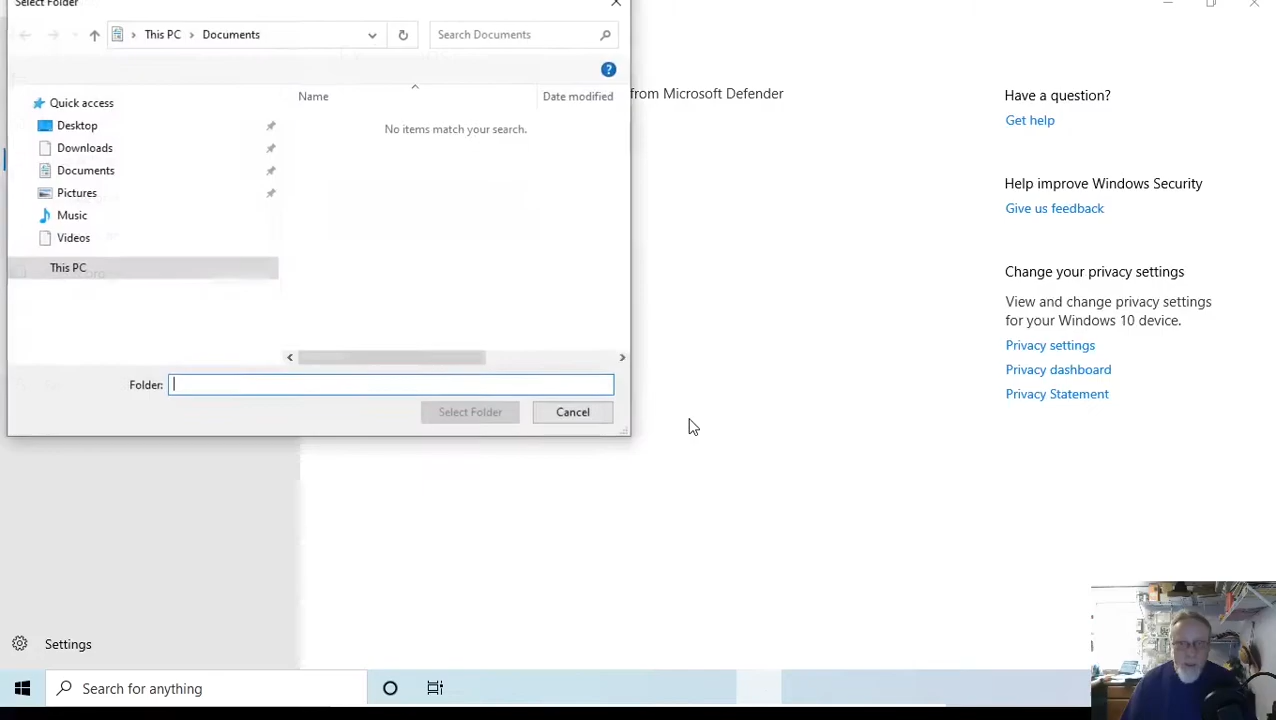 Select Folder
This PC
Documents
Search Documents
Name
Date modified
No items match your search.
Quick access
Desktop
Downloads
Documents
Pictures
Music
Videos
This PC
Folder:
Select Folder
Cancel
from Microsoft Defender
Have a question?
Get help
Help improve Windows Security
Give us feedback
Change your privacy settings
View and change privacy settings
for your Windows 10 device.
Privacy settings
Privacy dashboard
Privacy Statement
Settings
Search for anything